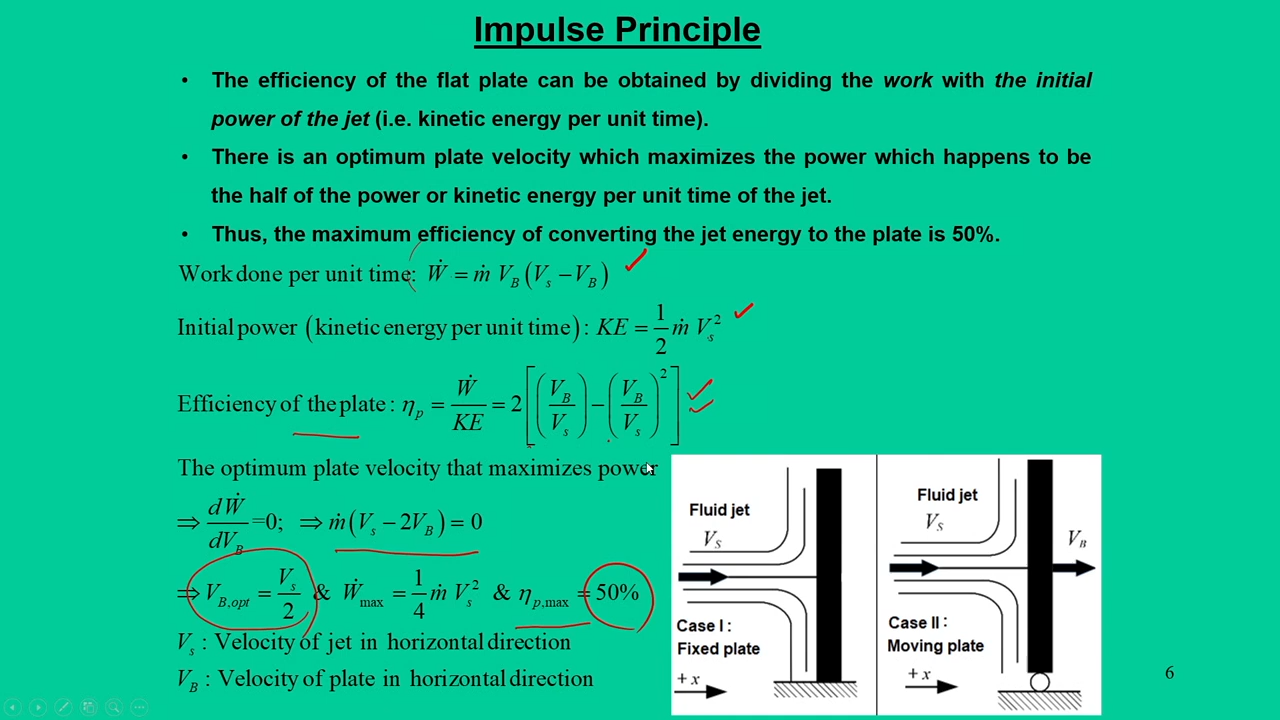 Impulse Principle
• The efficiency of the flat plate can be obtained by dividing the work with the initial
power of the jet (i.e. kinetic energy per unit time).
• There is an optimum plate velocity which maximizes the power which happens to be
the half of the power or kinetic energy per unit time of the jet.
• Thus, the maximum efficiency of converting the jet energy to the plate is 50%.
Work done per unit time: Ẇ = ṁ V_B (V_s − V_B)
Initial power (kinetic energy per unit time): KE = 1/2 ṁ V_s²
Efficiency of the plate: η_p = Ẇ/KE = 2[(V_B/V_s) − (V_B/V_s)²]
The optimum plate velocity that maximizes power
⇒ dẆ/dV_B =0; ⇒ ṁ(V_s − 2V_B) = 0
⇒ V_B,opt = V_s/2 & Ẇ_max = 1/4 ṁ V_s² & η_p,max = 50%
V_s : Velocity of jet in horizontal direction
V_B : Velocity of plate in horizontal direction
Fluid jet
V_S
Case I :
Fixed plate
+ x
Fluid jet
V_S
V_B
Case II :
Moving plate
+ x
6